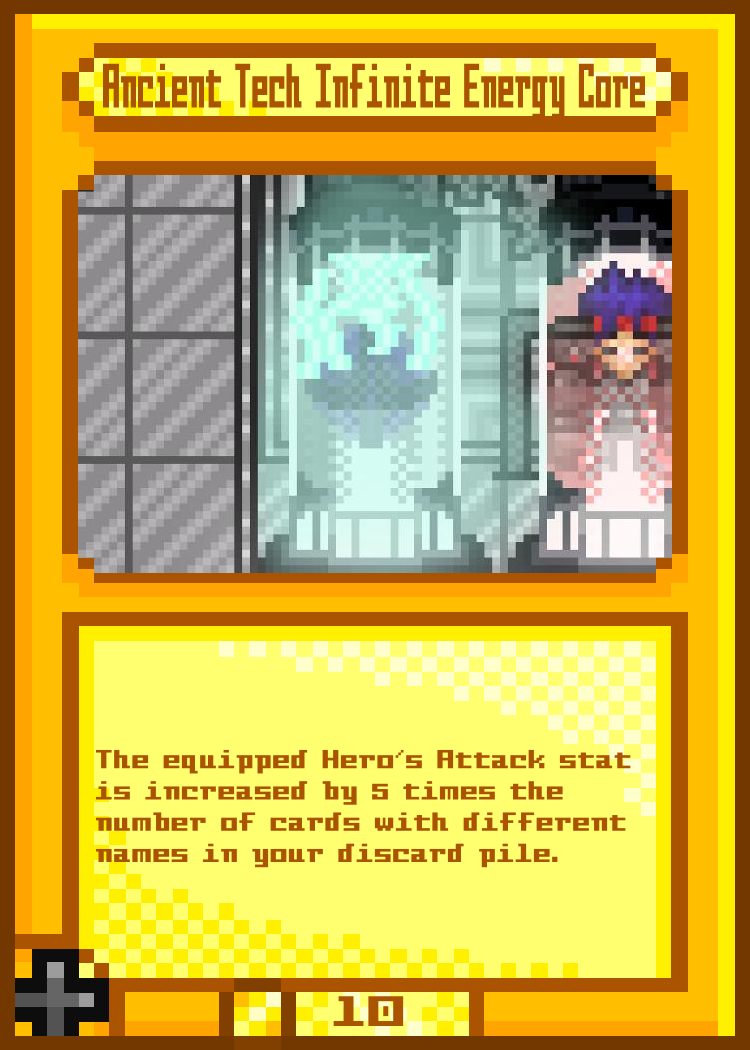 Ancient Tech Infinite Energy Core
The equipped Hero's Attack stat
is increased by 5 times the
number of cards with different
names in your discard pile.
10